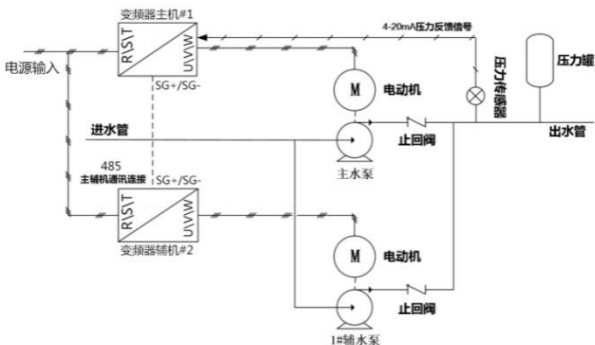 变频器主机#1
4-20mA压力反馈信号
R\S\T
U\V\W
电源输入
SG+/SG-
M
电动机
压力传感器
压力罐
进水管
止回阀
出水管
主水泵
485
主辅机通讯连接
SG+/SG-
R\S\T
U\V\W
变频器辅机#2
M
电动机
止回阀
1#辅水泵